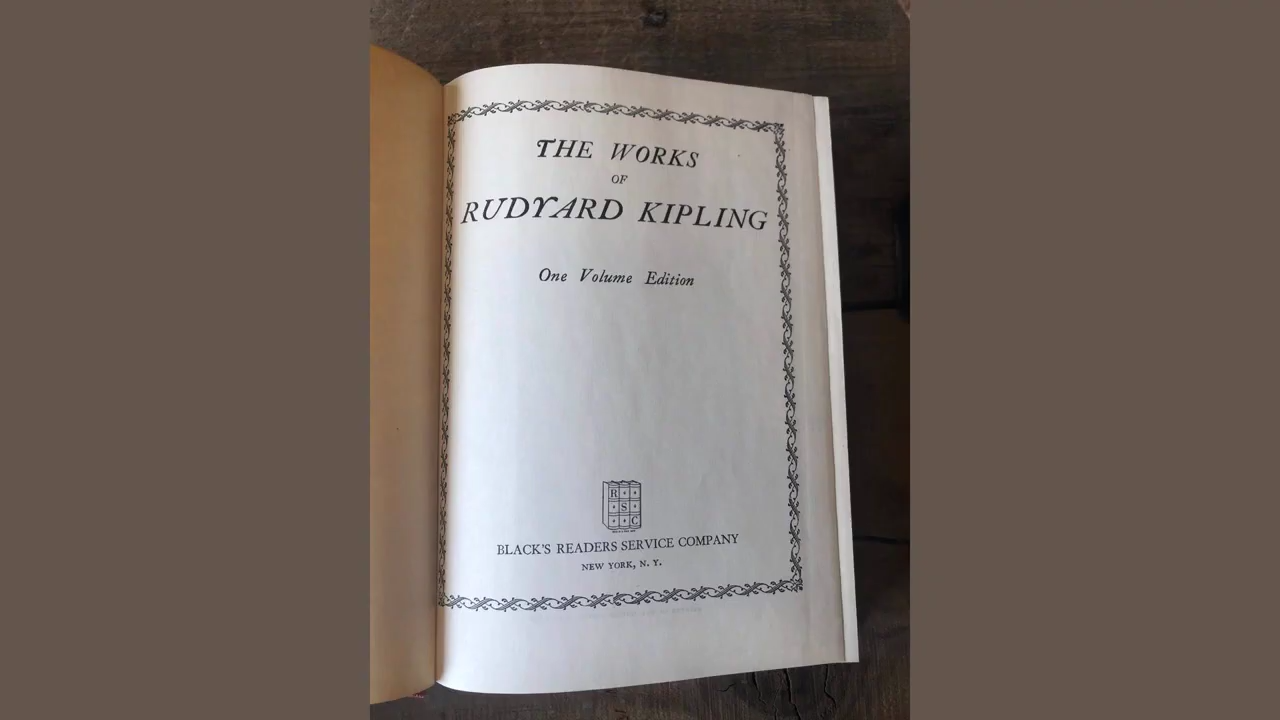 THE WORKS
OF
RUDYARD KIPLING
One Volume Edition
R
S
C
BLACK'S READERS SERVICE COMPANY
NEW YORK, N. Y.